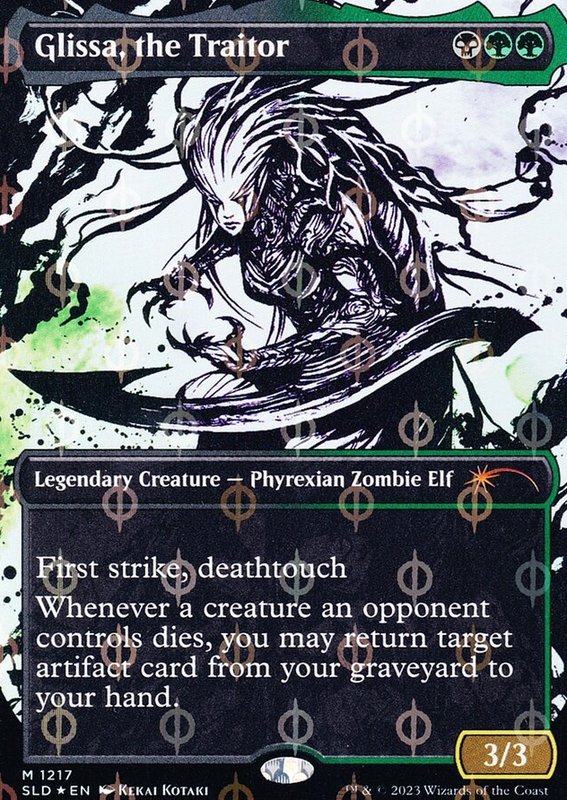 Glissa, the Traitor
Legendary Creature — Phyrexian Zombie Elf
First strike, deathtouch
Whenever a creature an opponent
controls dies, you may return target
artifact card from your graveyard to
your hand.
3/3
M 1217
SLD ★ EN Kekai Kotaki
™ & © 2023 Wizards of the Coast